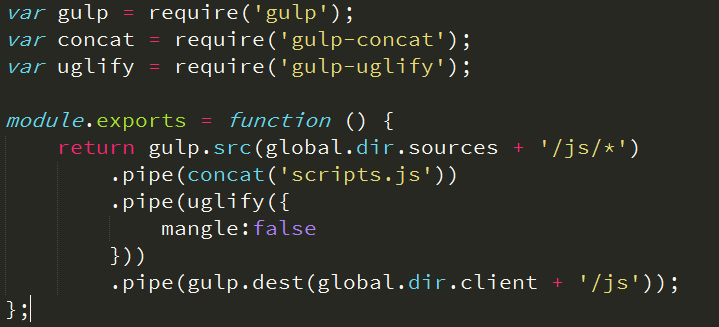 var gulp = require('gulp');
var concat = require('gulp-concat');
var uglify = require('gulp-uglify');

module.exports = function () {
    return gulp.src(global.dir.sources + '/js/*')
        .pipe(concat('scripts.js'))
        .pipe(uglify({
            mangle:false
        }))
        .pipe(gulp.dest(global.dir.client + '/js'));
};